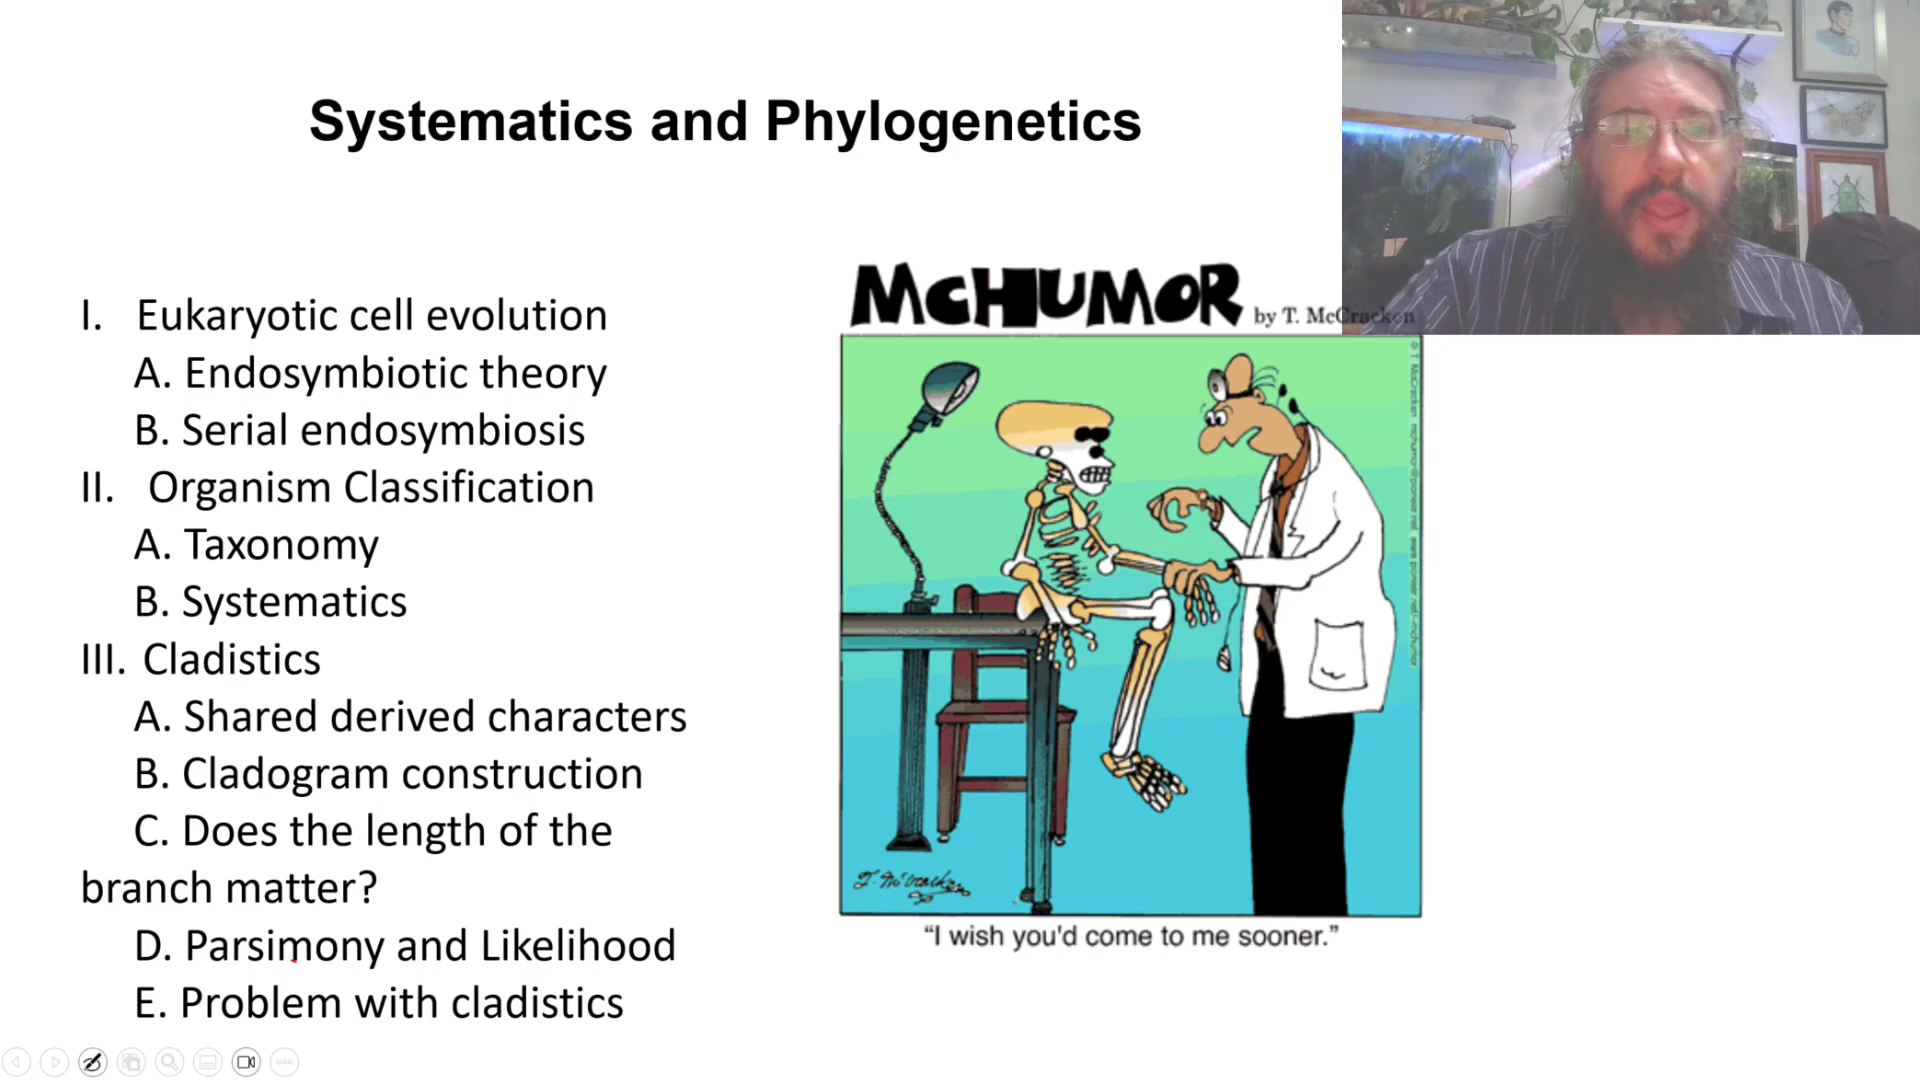 Systematics and Phylogenetics
I. Eukaryotic cell evolution
A. Endosymbiotic theory
B. Serial endosymbiosis
II. Organism Classification
A. Taxonomy
B. Systematics
III. Cladistics
A. Shared derived characters
B. Cladogram construction
C. Does the length of the
branch matter?
D. Parsimony and Likelihood
E. Problem with cladistics
McHUMOR by T. McCracken
© T. McCracken
“I wish you'd come to me sooner.”